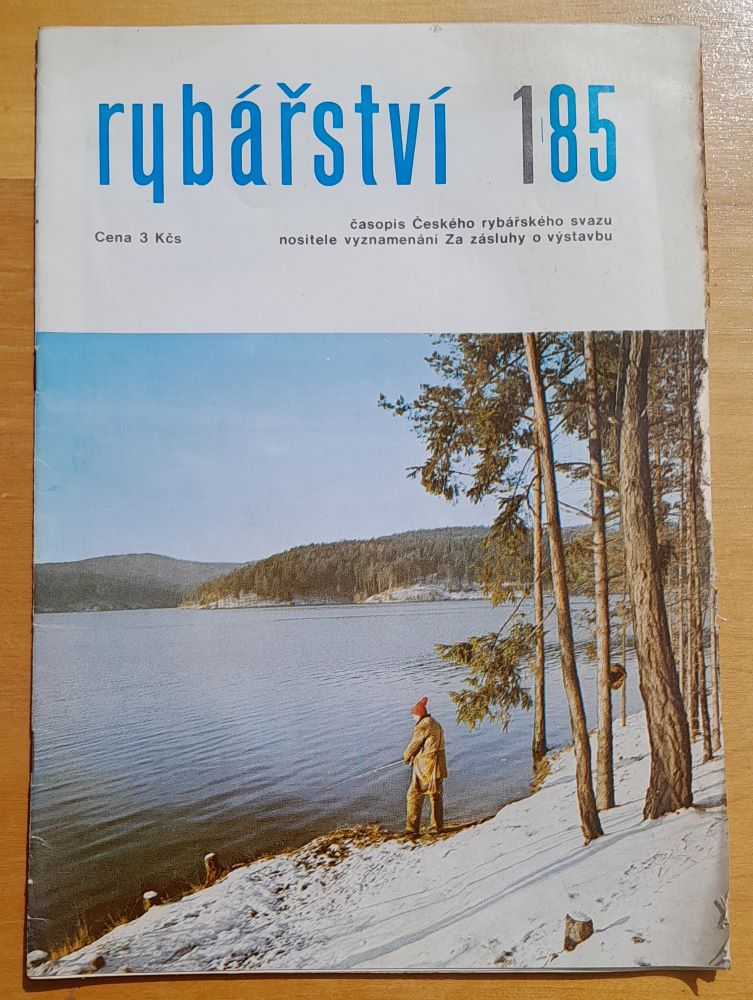 rybářství 1 85
časopis Českého rybářského svazu
Cena 3 Kčs nositele vyznamenání Za zásluhy o výstavbu